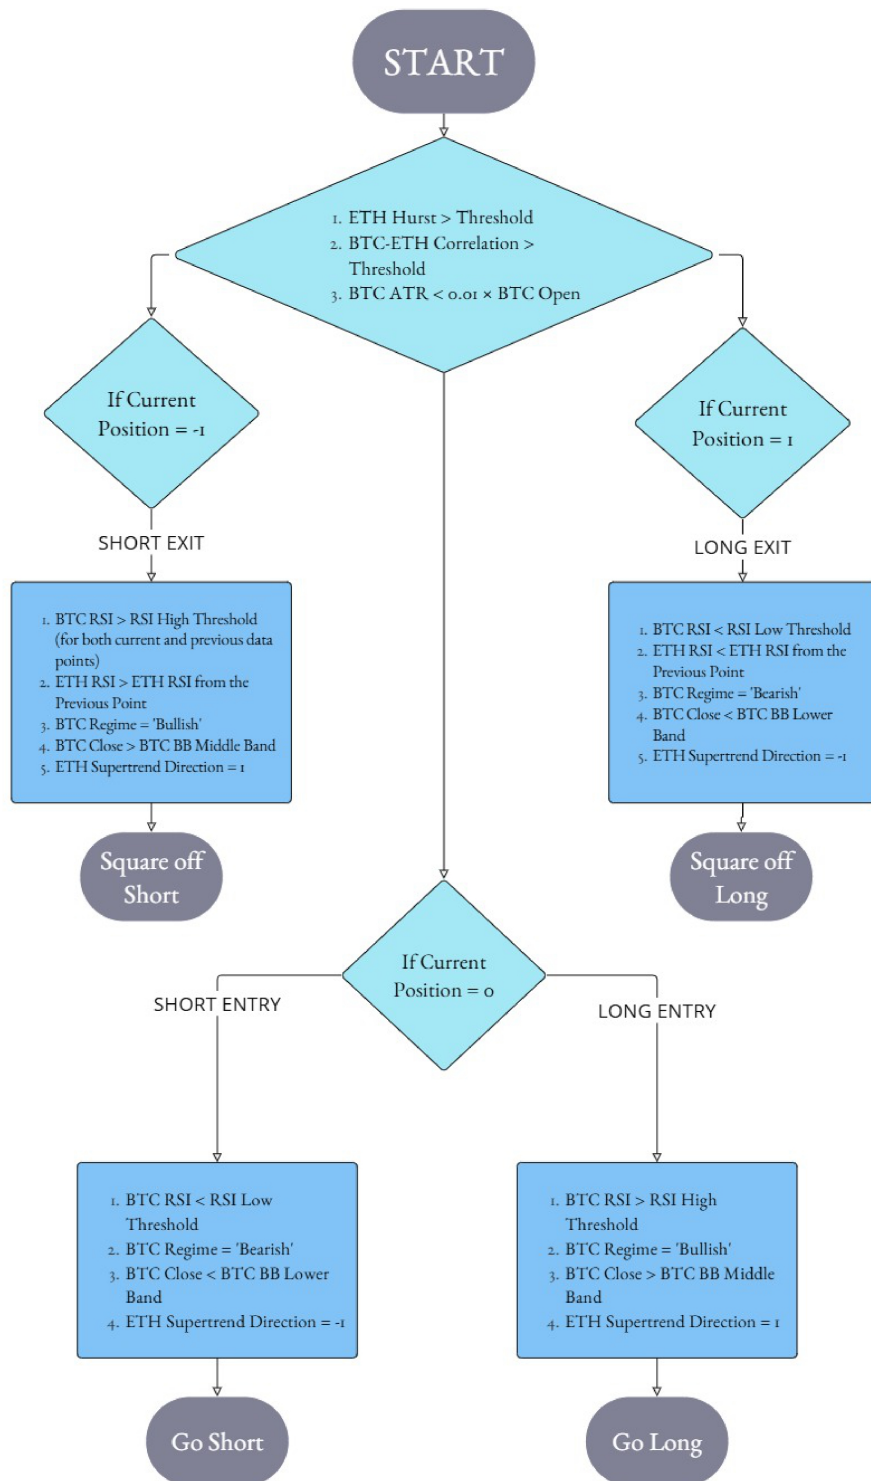 START
1. ETH Hurst > Threshold
2. BTC-ETH Correlation >
Threshold
3. BTC ATR < 0.01 × BTC Open
If Current
Position = -1
If Current
Position = 1
SHORT EXIT
LONG EXIT
1. BTC RSI > RSI High Threshold
(for both current and previous data
points)
2. ETH RSI > ETH RSI from the
Previous Point
3. BTC Regime = 'Bullish'
4. BTC Close > BTC BB Middle Band
5. ETH Supertrend Direction = 1
1. BTC RSI < RSI Low Threshold
2. ETH RSI < ETH RSI from the
Previous Point
3. BTC Regime = 'Bearish'
4. BTC Close < BTC BB Lower
Band
5. ETH Supertrend Direction = -1
Square off
Short
Square off
Long
If Current
Position = 0
SHORT ENTRY
LONG ENTRY
1. BTC RSI < RSI Low
Threshold
2. BTC Regime = 'Bearish'
3. BTC Close < BTC BB Lower
Band
4. ETH Supertrend Direction = -1
1. BTC RSI > RSI High
Threshold
2. BTC Regime = 'Bullish'
3. BTC Close > BTC BB Middle
Band
4. ETH Supertrend Direction = 1
Go Short
Go Long